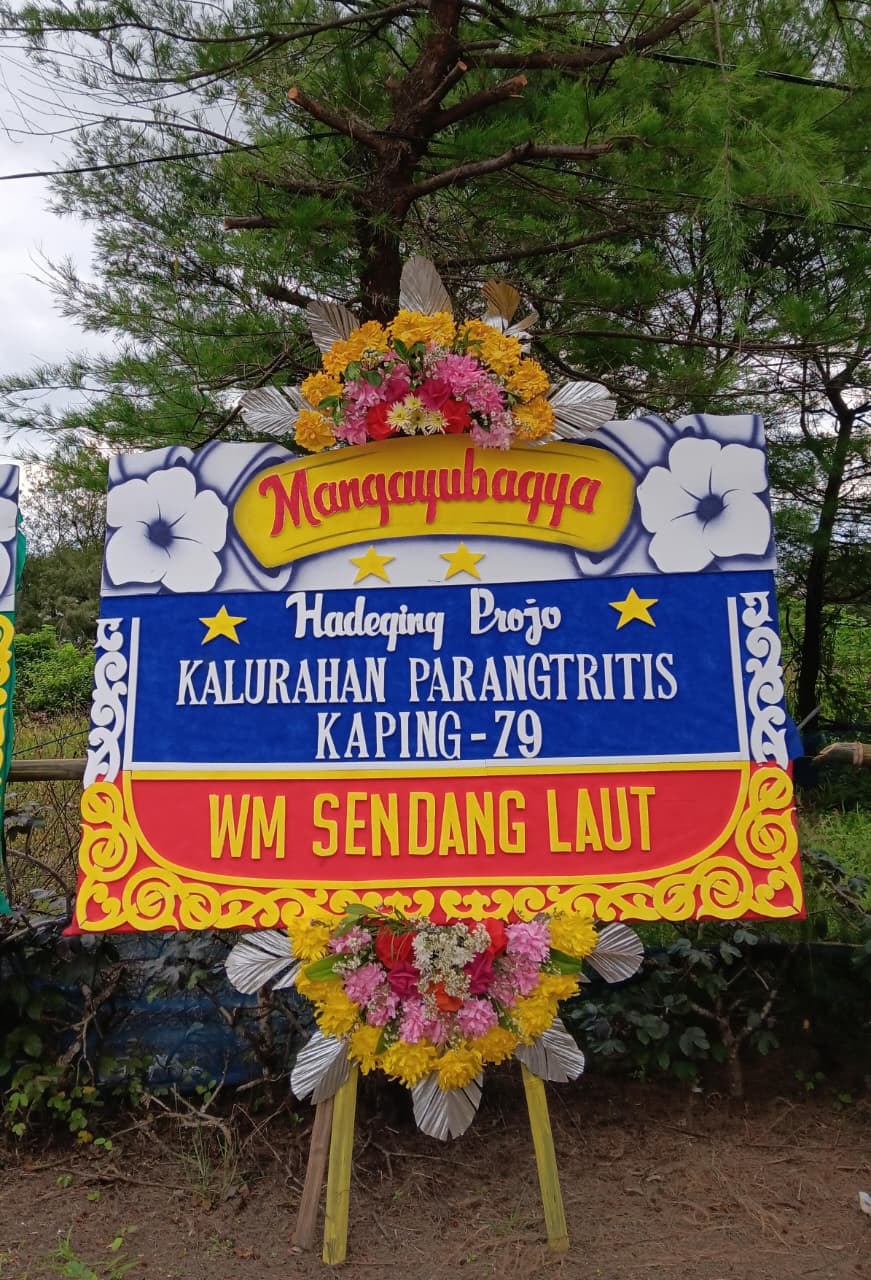 Mangayubagya
Hadeging Projo
KALURAHAN PARANGTRITIS
KAPING-79
WM SENDANG LAUT